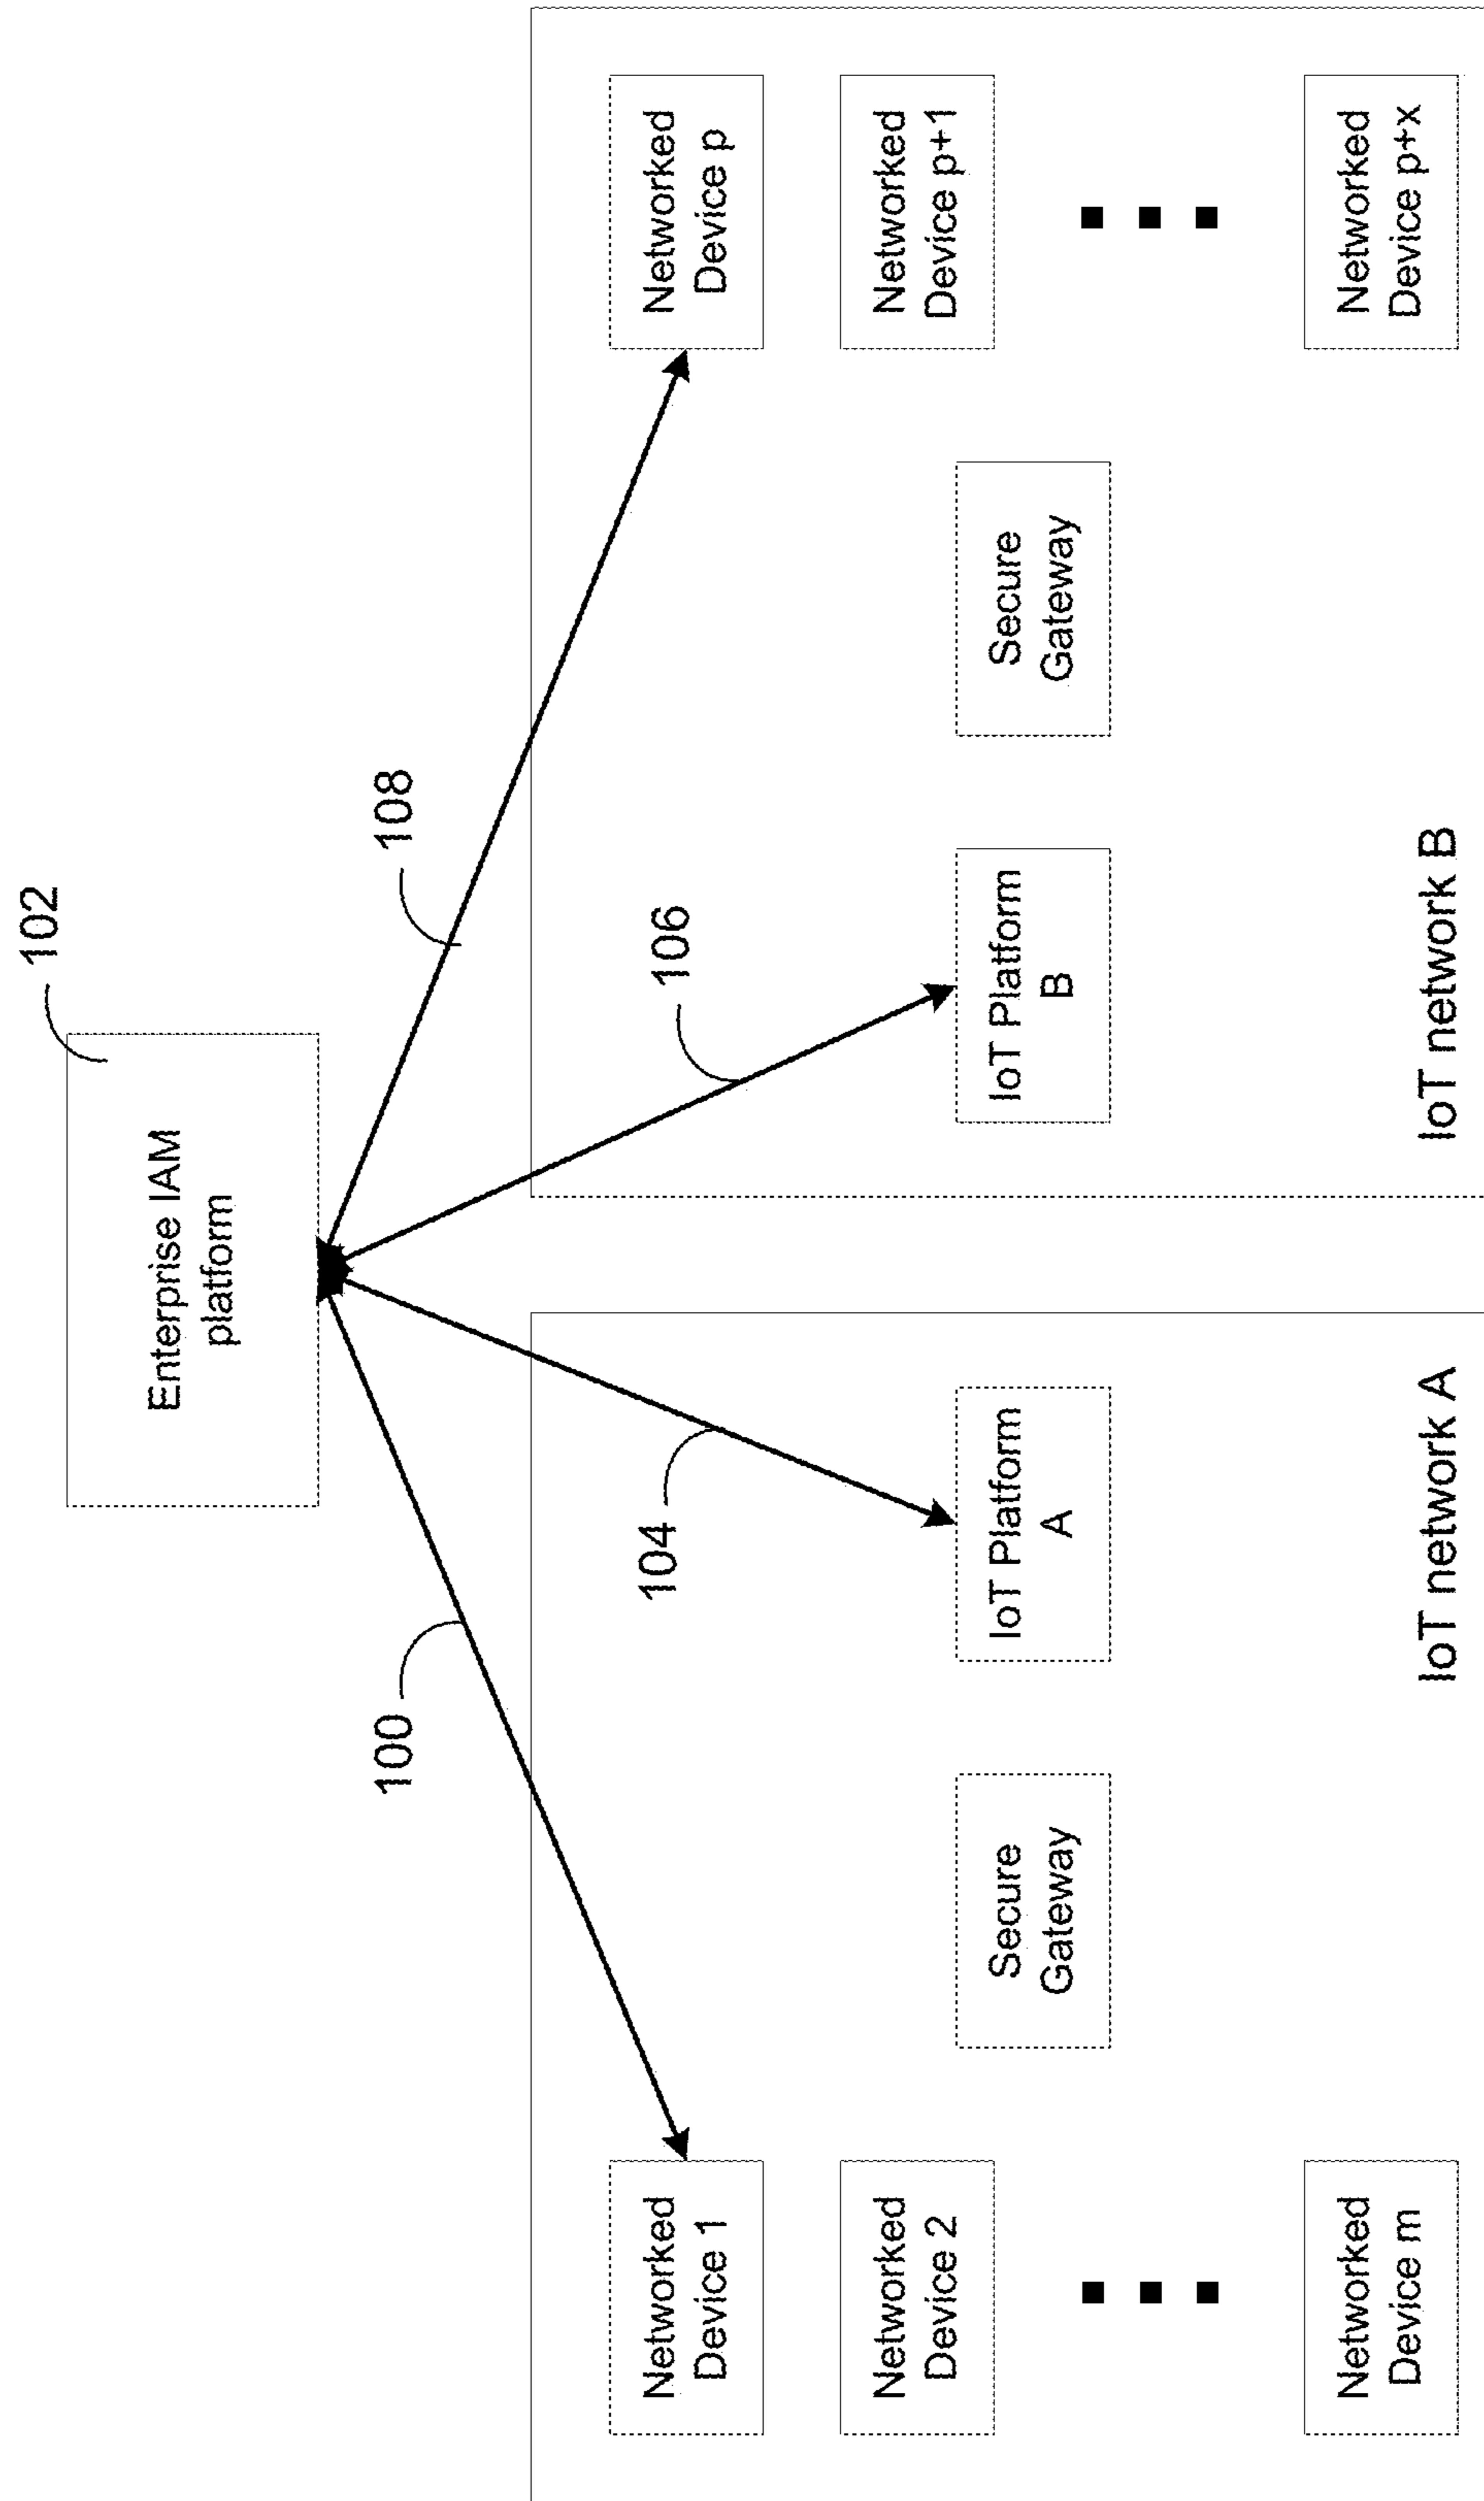 102
Enterprise IAM
platform
100
108
104
106
Networked
Device 1
Networked
Device 2
Networked
Device m
Secure
Gateway
IoT Platform
A
IoT network A
IoT Platform
B
Secure
Gateway
IoT network B
Networked
Device p
Networked
Device p+1
Networked
Device p+x